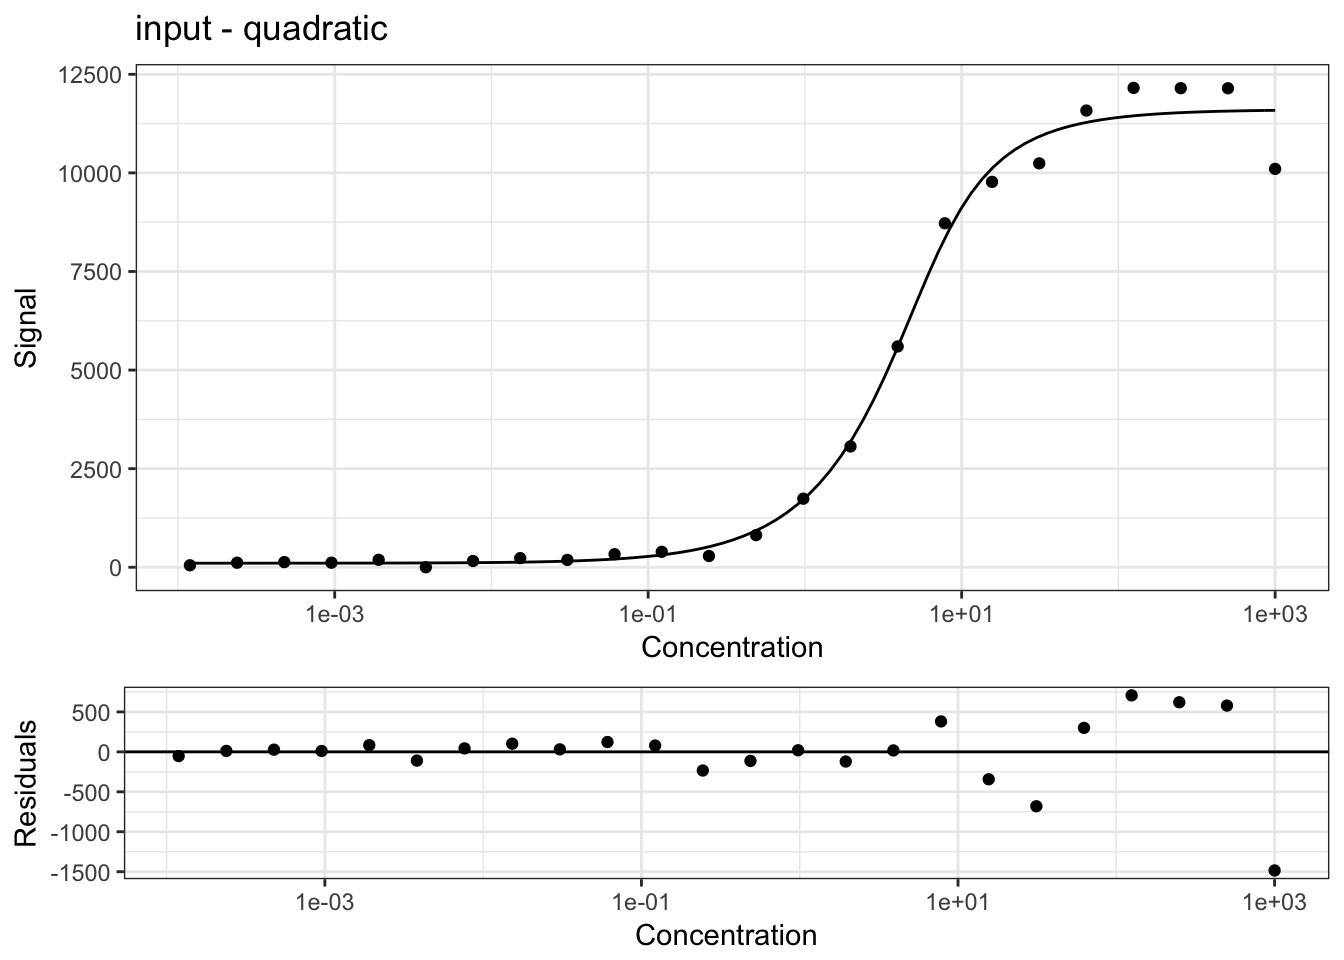 input - quadratic
12500
10000
7500
5000
2500
0
Signal
1e-03 1e-01 1e+01 1e+03
Concentration
500
0
-500
-1000
-1500
Residuals
1e-03 1e-01 1e+01 1e+03
Concentration